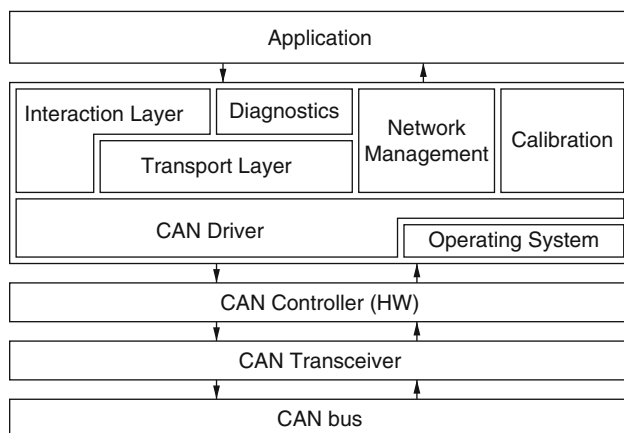 Application
Interaction Layer
Diagnostics
Network
Management
Calibration
Transport Layer
CAN Driver
Operating System
CAN Controller (HW)
CAN Transceiver
CAN bus